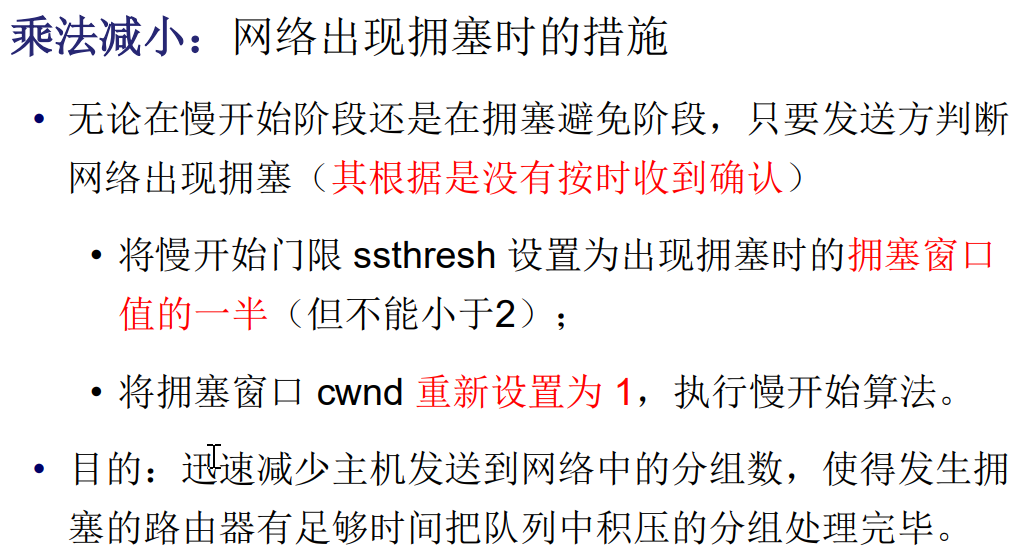 乘法减小：网络出现拥塞时的措施
• 无论在慢开始阶段还是在拥塞避免阶段，只要发送方判断
网络出现拥塞（其根据是没有按时收到确认）
• 将慢开始门限 ssthresh 设置为出现拥塞时的拥塞窗口
值的一半（但不能小于2）；
• 将拥塞窗口 cwnd 重新设置为 1，执行慢开始算法。
• 目的：迅速减少主机发送到网络中的分组数，使得发生拥
塞的路由器有足够时间把队列中积压的分组处理完毕。